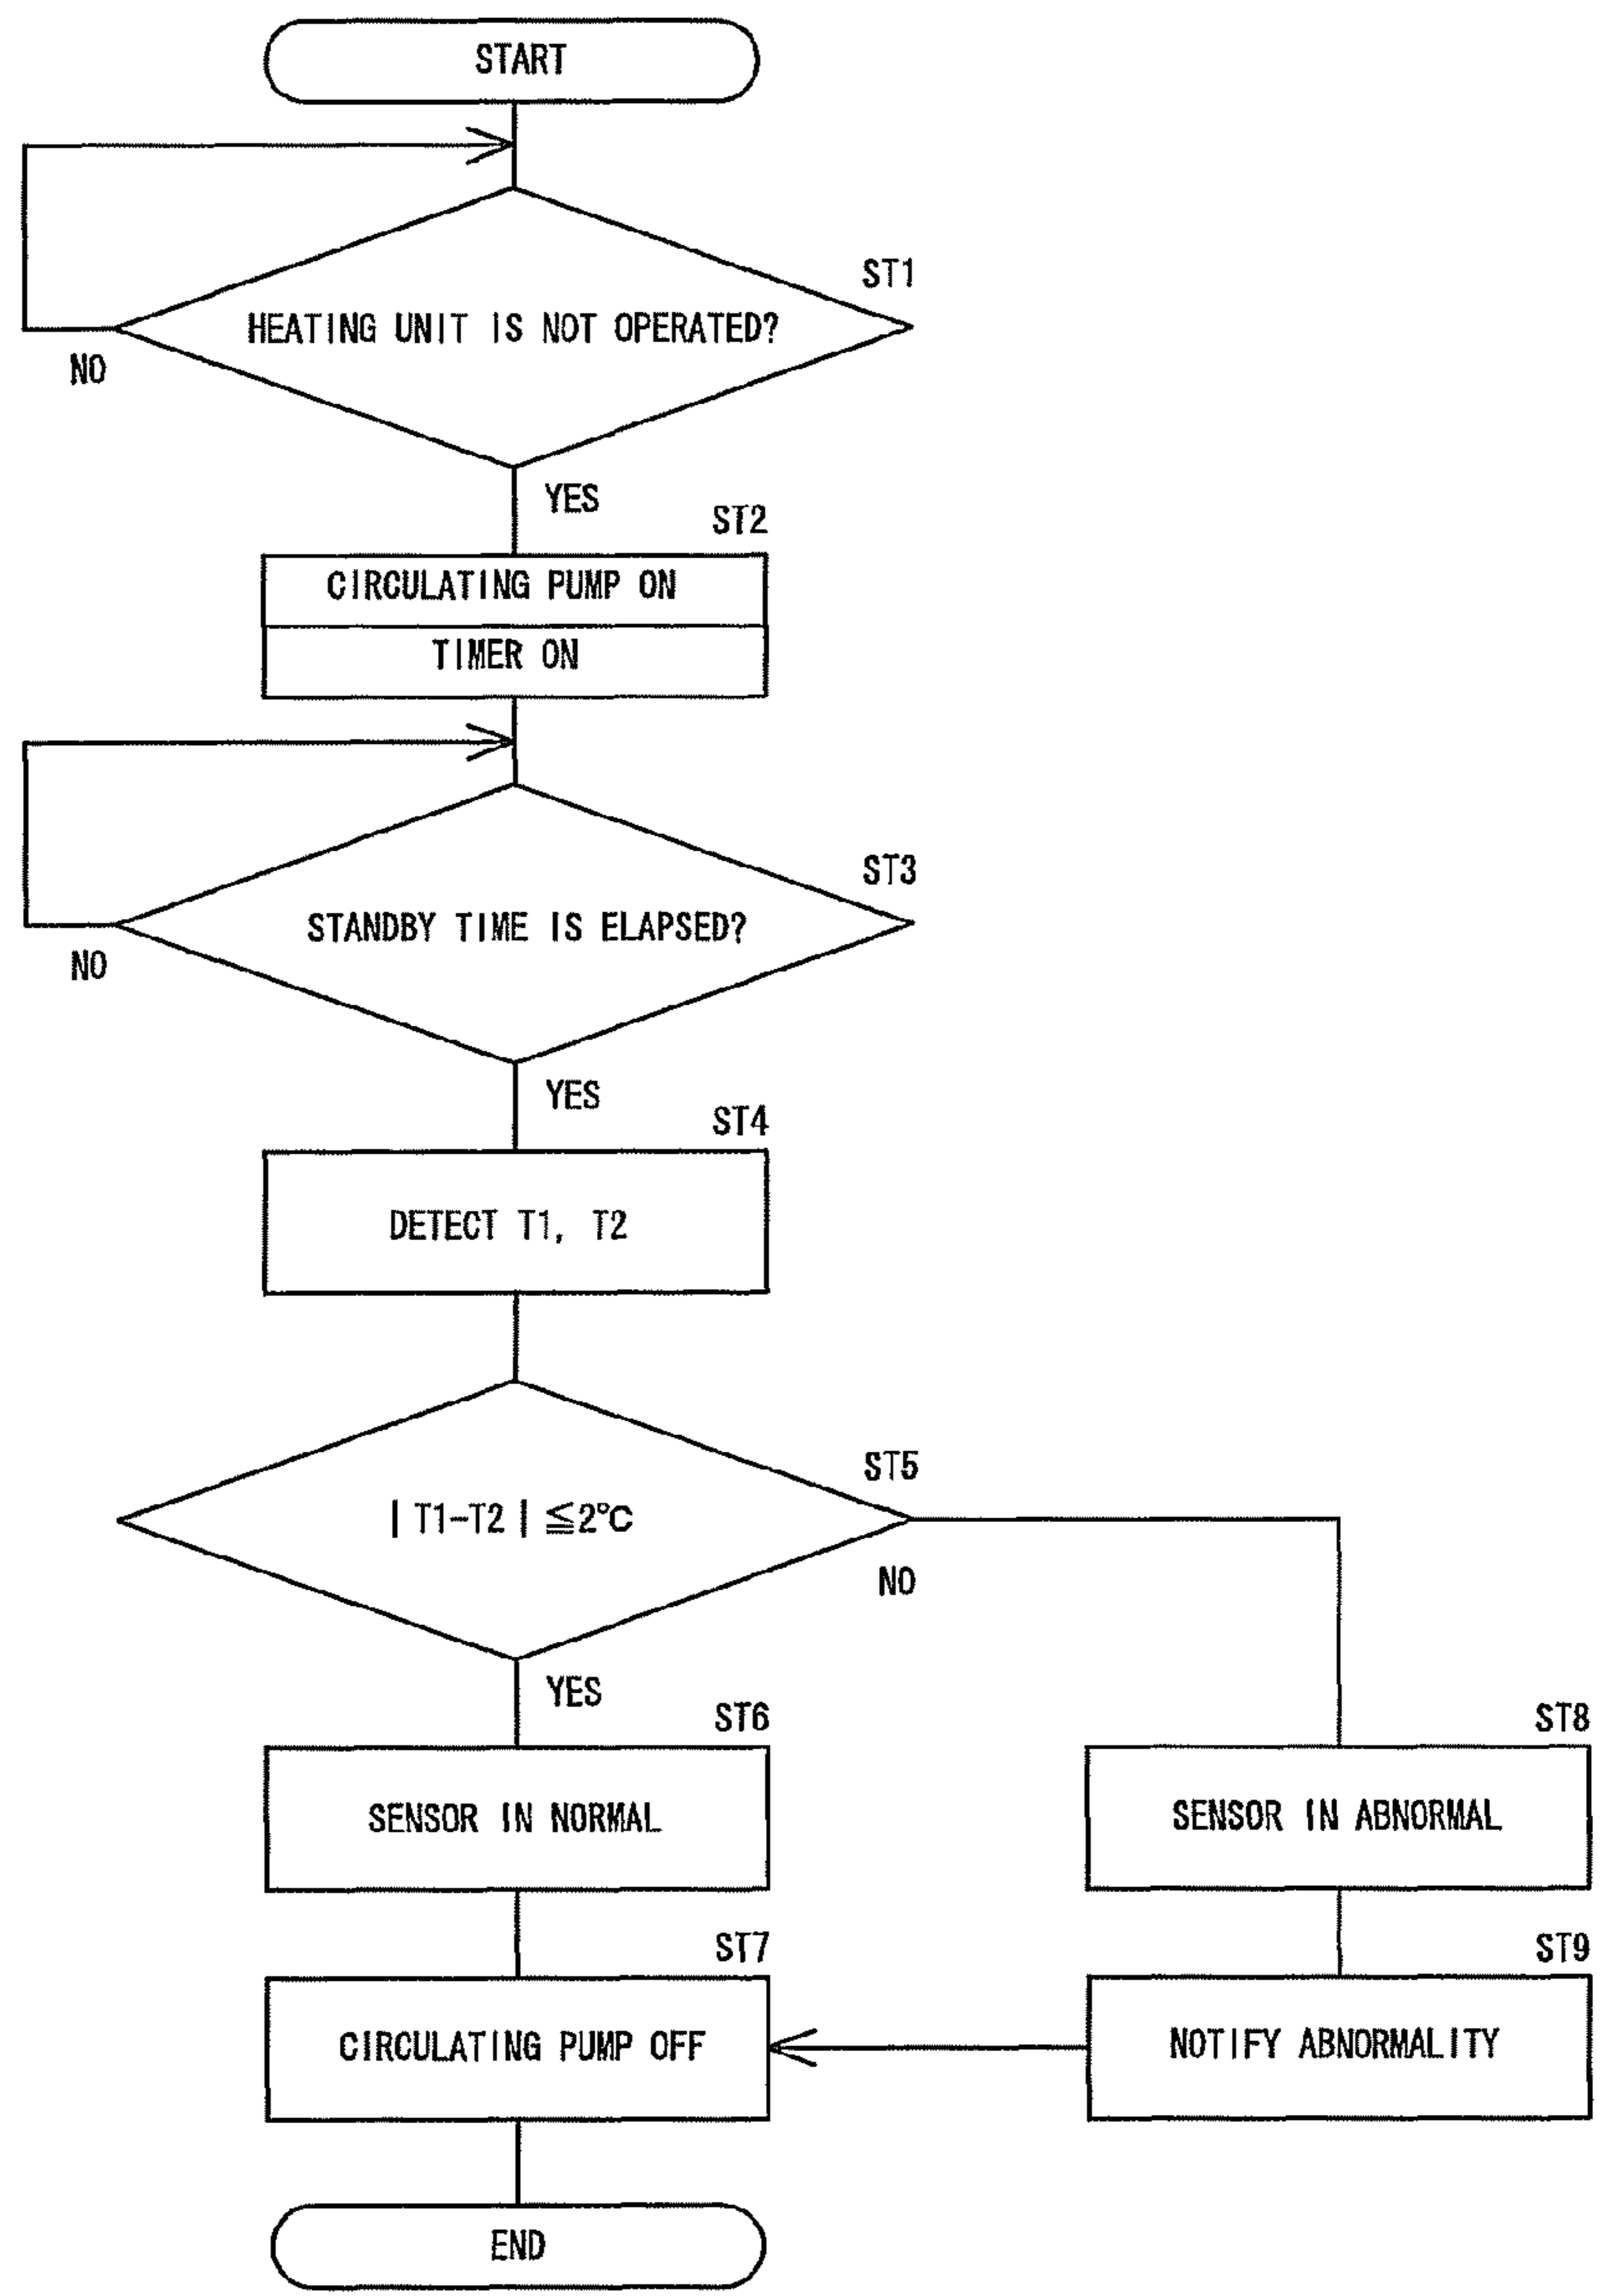 START
ST1
HEATING UNIT IS NOT OPERATED?
NO
YES
ST2
CIRCULATING PUMP ON
TIMER ON
ST3
STANDBY TIME IS ELAPSED?
NO
YES
ST4
DETECT T1, T2
ST5
|T1-T2|≦2℃
NO
YES
ST6
SENSOR IN NORMAL
ST8
SENSOR IN ABNORMAL
ST7
CIRCULATING PUMP OFF
ST9
NOTIFY ABNORMALITY
END